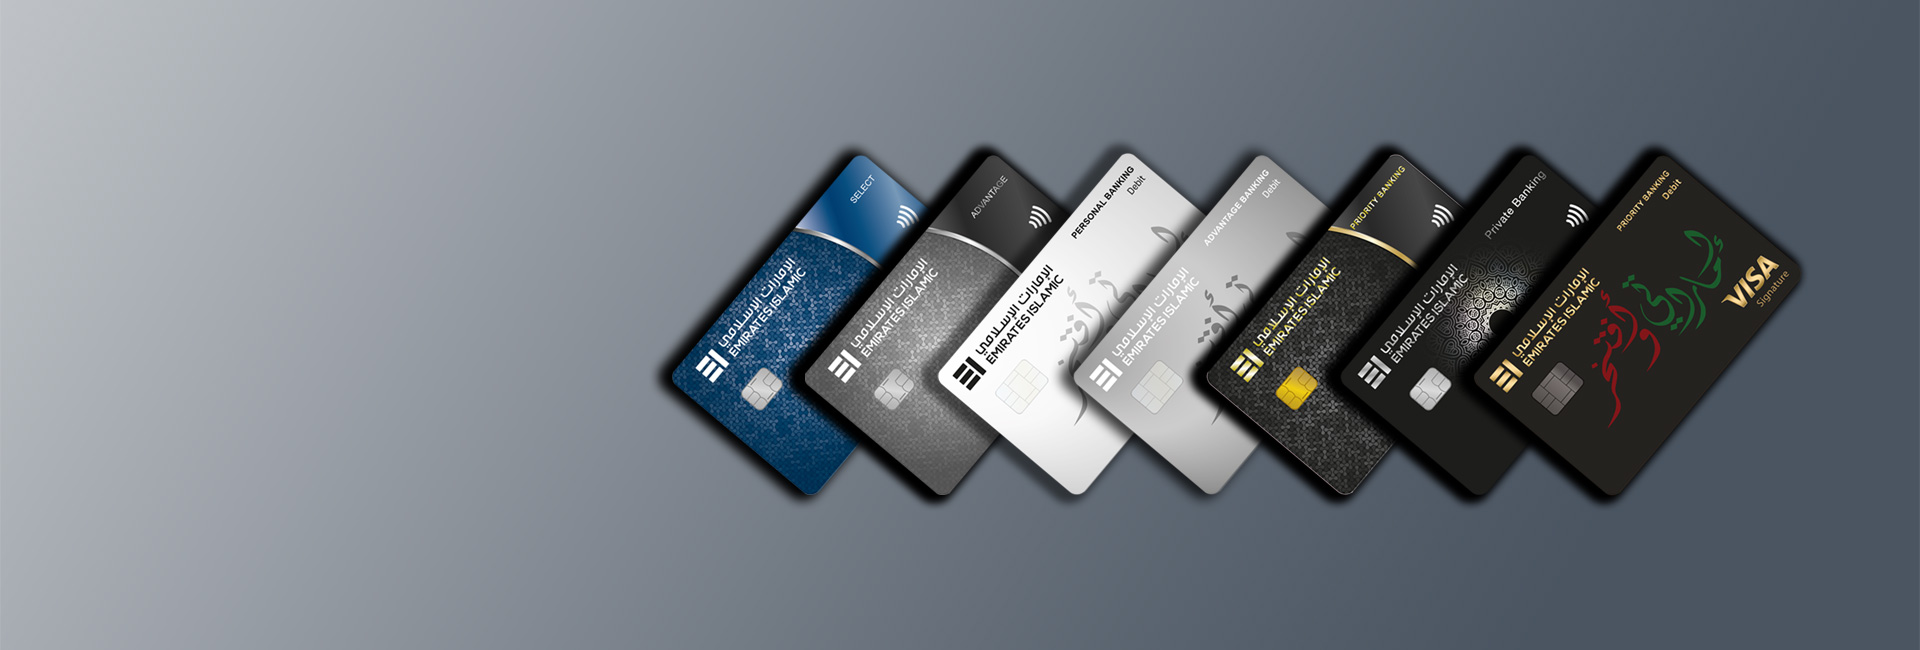 SELECT
الإمارات الإسلامي
EMIRATES ISLAMIC
ADVANTAGE
الإمارات الإسلامي
EMIRATES ISLAMIC
PERSONAL BANKING
Debit
الإمارات الإسلامي
EMIRATES ISLAMIC
ADVANTAGE BANKING
Debit
الإمارات الإسلامي
EMIRATES ISLAMIC
PRIORITY BANKING
الإمارات الإسلامي
EMIRATES ISLAMIC
Private Banking
الإمارات الإسلامي
EMIRATES ISLAMIC
PRIORITY BANKING
Debit
الإمارات الإسلامي
EMIRATES ISLAMIC
VISA
Signature